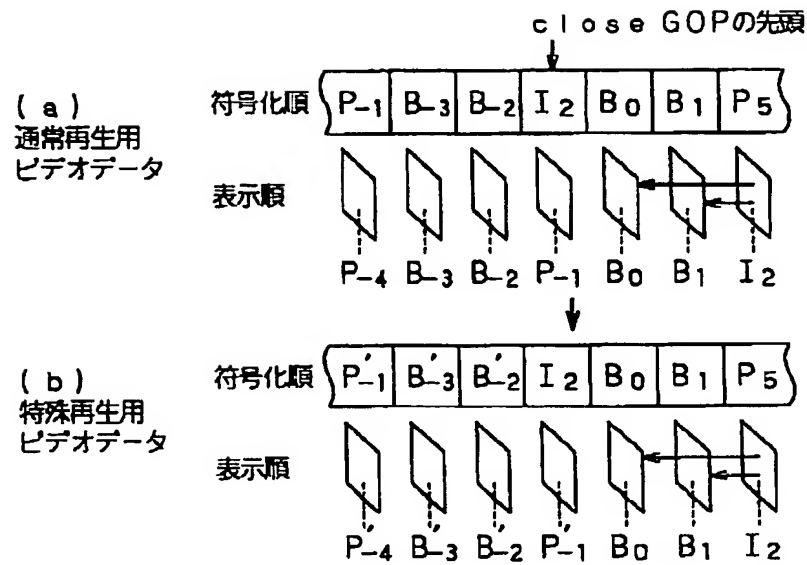 close GOPの先頭
(a)
通常再生用
ビデオデータ
符号化順 P-1 B-3 B-2 I2 B0 B1 P5
表示順
P-4 B-3 B-2 P-1 B0 B1 I2
(b)
特殊再生用
ビデオデータ
符号化順 P'-1 B'-3 B'-2 I2 B0 B1 P5
表示順
P'-4 B'-3 B'-2 P'-1 B0 B1 I2